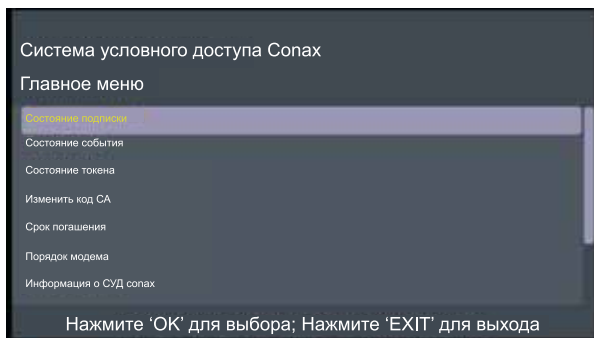 Система условного доступа Conax
Главное меню
Состояние подписки
Состояние события
Состояние токена
Изменить код CA
Срок погашения
Порядок модема
Информация о СУД conax
Нажмите ‘OK’ для выбора; Нажмите ‘EXIT’ для выхода